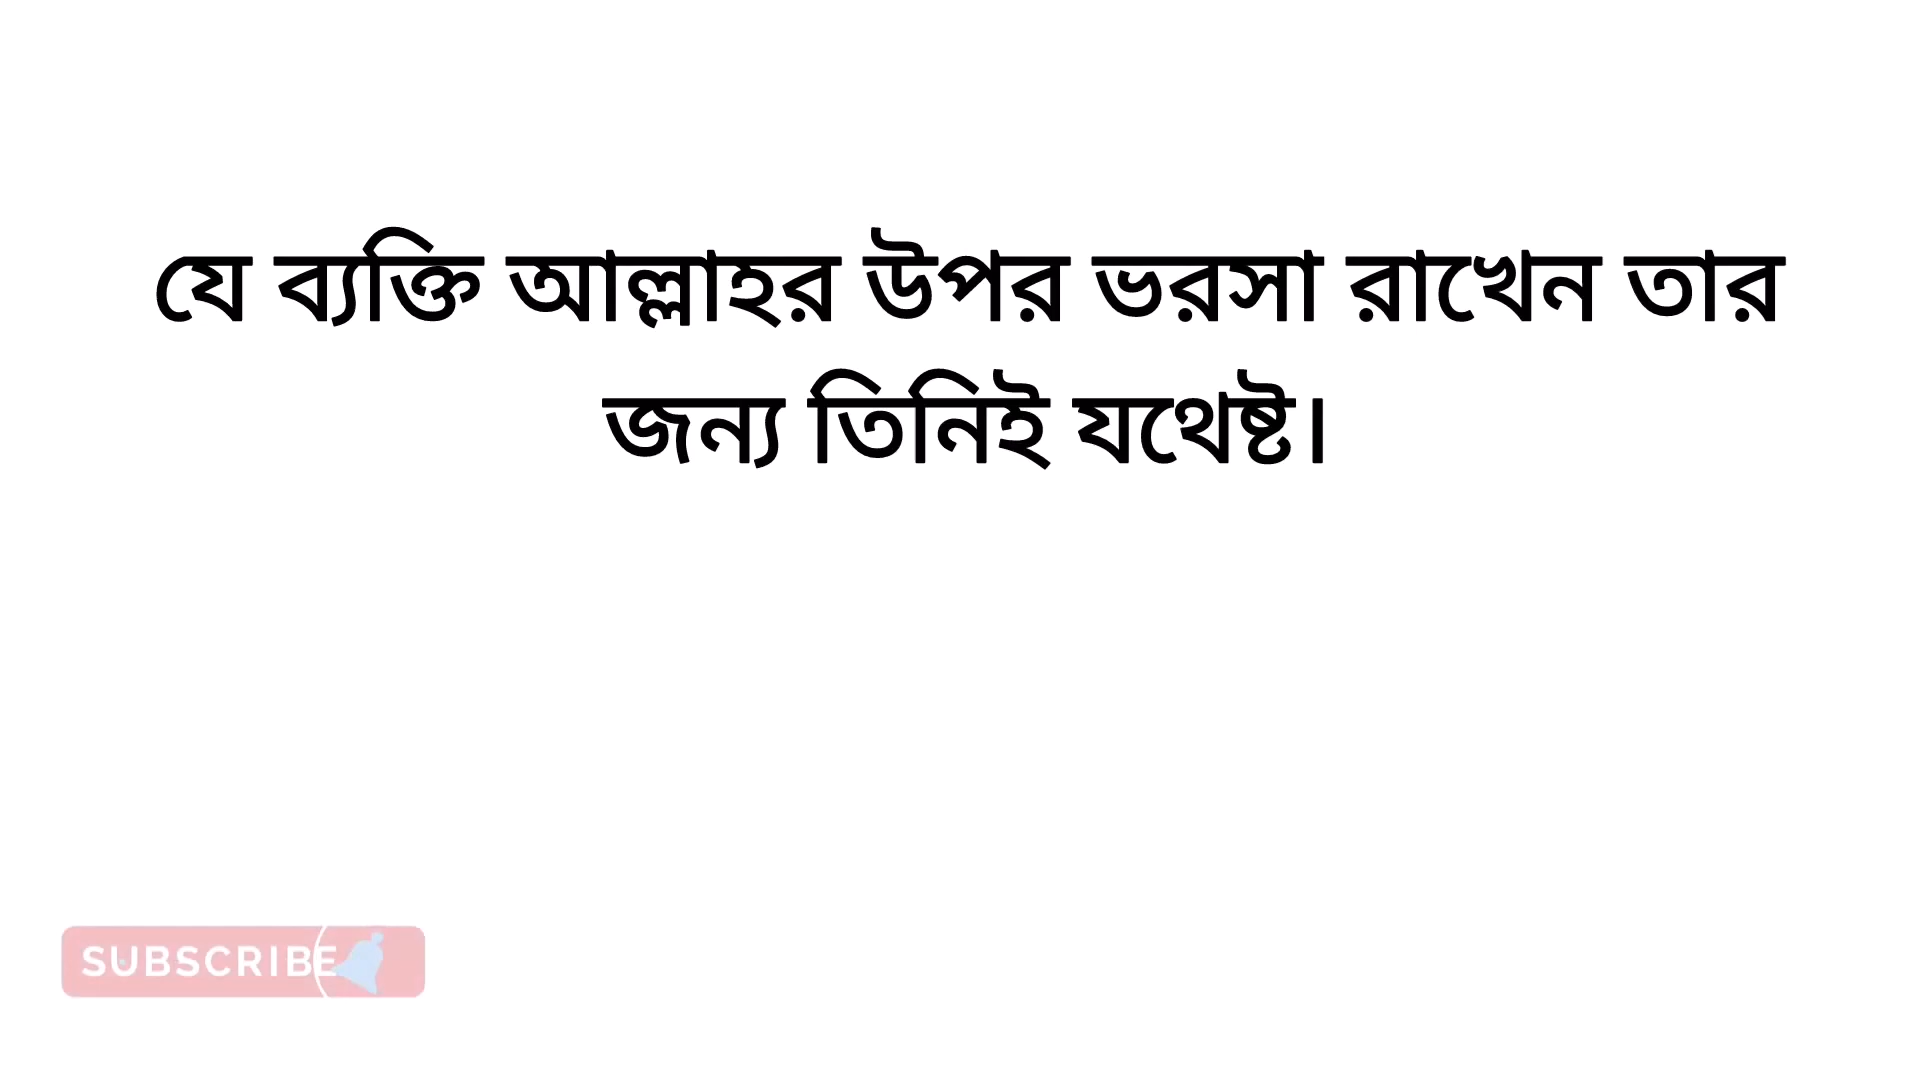 যে ব্যক্তি আল্লাহর উপর ভরসা রাখেন তার
জন্য তিনিই যথেষ্ট।
SUBSCRIBE